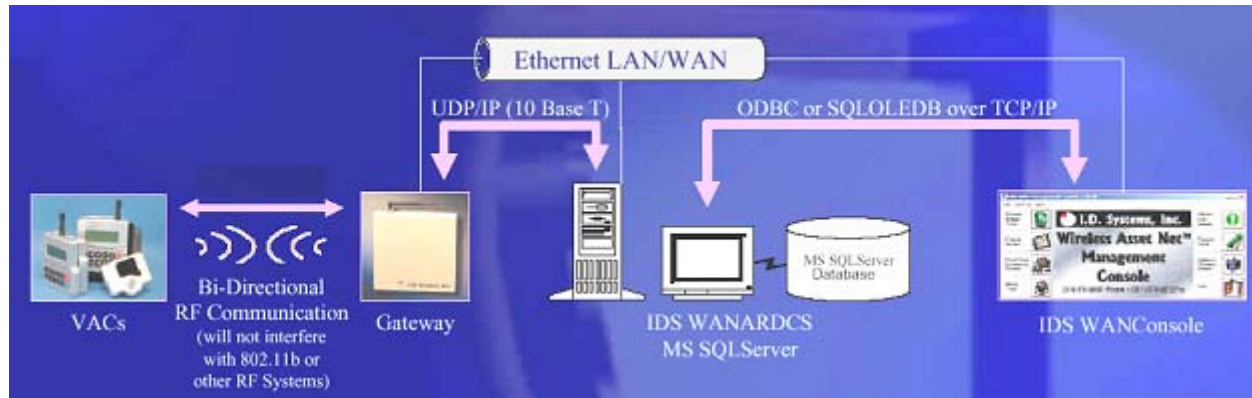 Ethernet LAN/WAN
UDP/IP (10 Base T)
ODBC or SQLOLEDB over TCP/IP
VACs
Bi-Directional
RF Communication
(will not interfere
with 802.11b or
other RF Systems)
Gateway
MS SQLServer
Database
IDS WANARDCS
MS SQLServer
I.D. Systems, Inc.
Wireless Asset Net™
Management
Console
IDS WANConsole